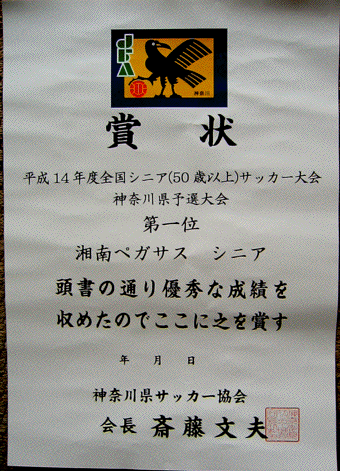 JFA
神奈川
賞 状
平成14年度全国シニア(50歳以上)サッカー大会
神奈川県予選大会
第一位
湘南ペガサス シニア
頭書の通り優秀な成績を
収めたのでここに之を賞す
年 月 日
神奈川県サッカー協会
会長 斎藤文夫